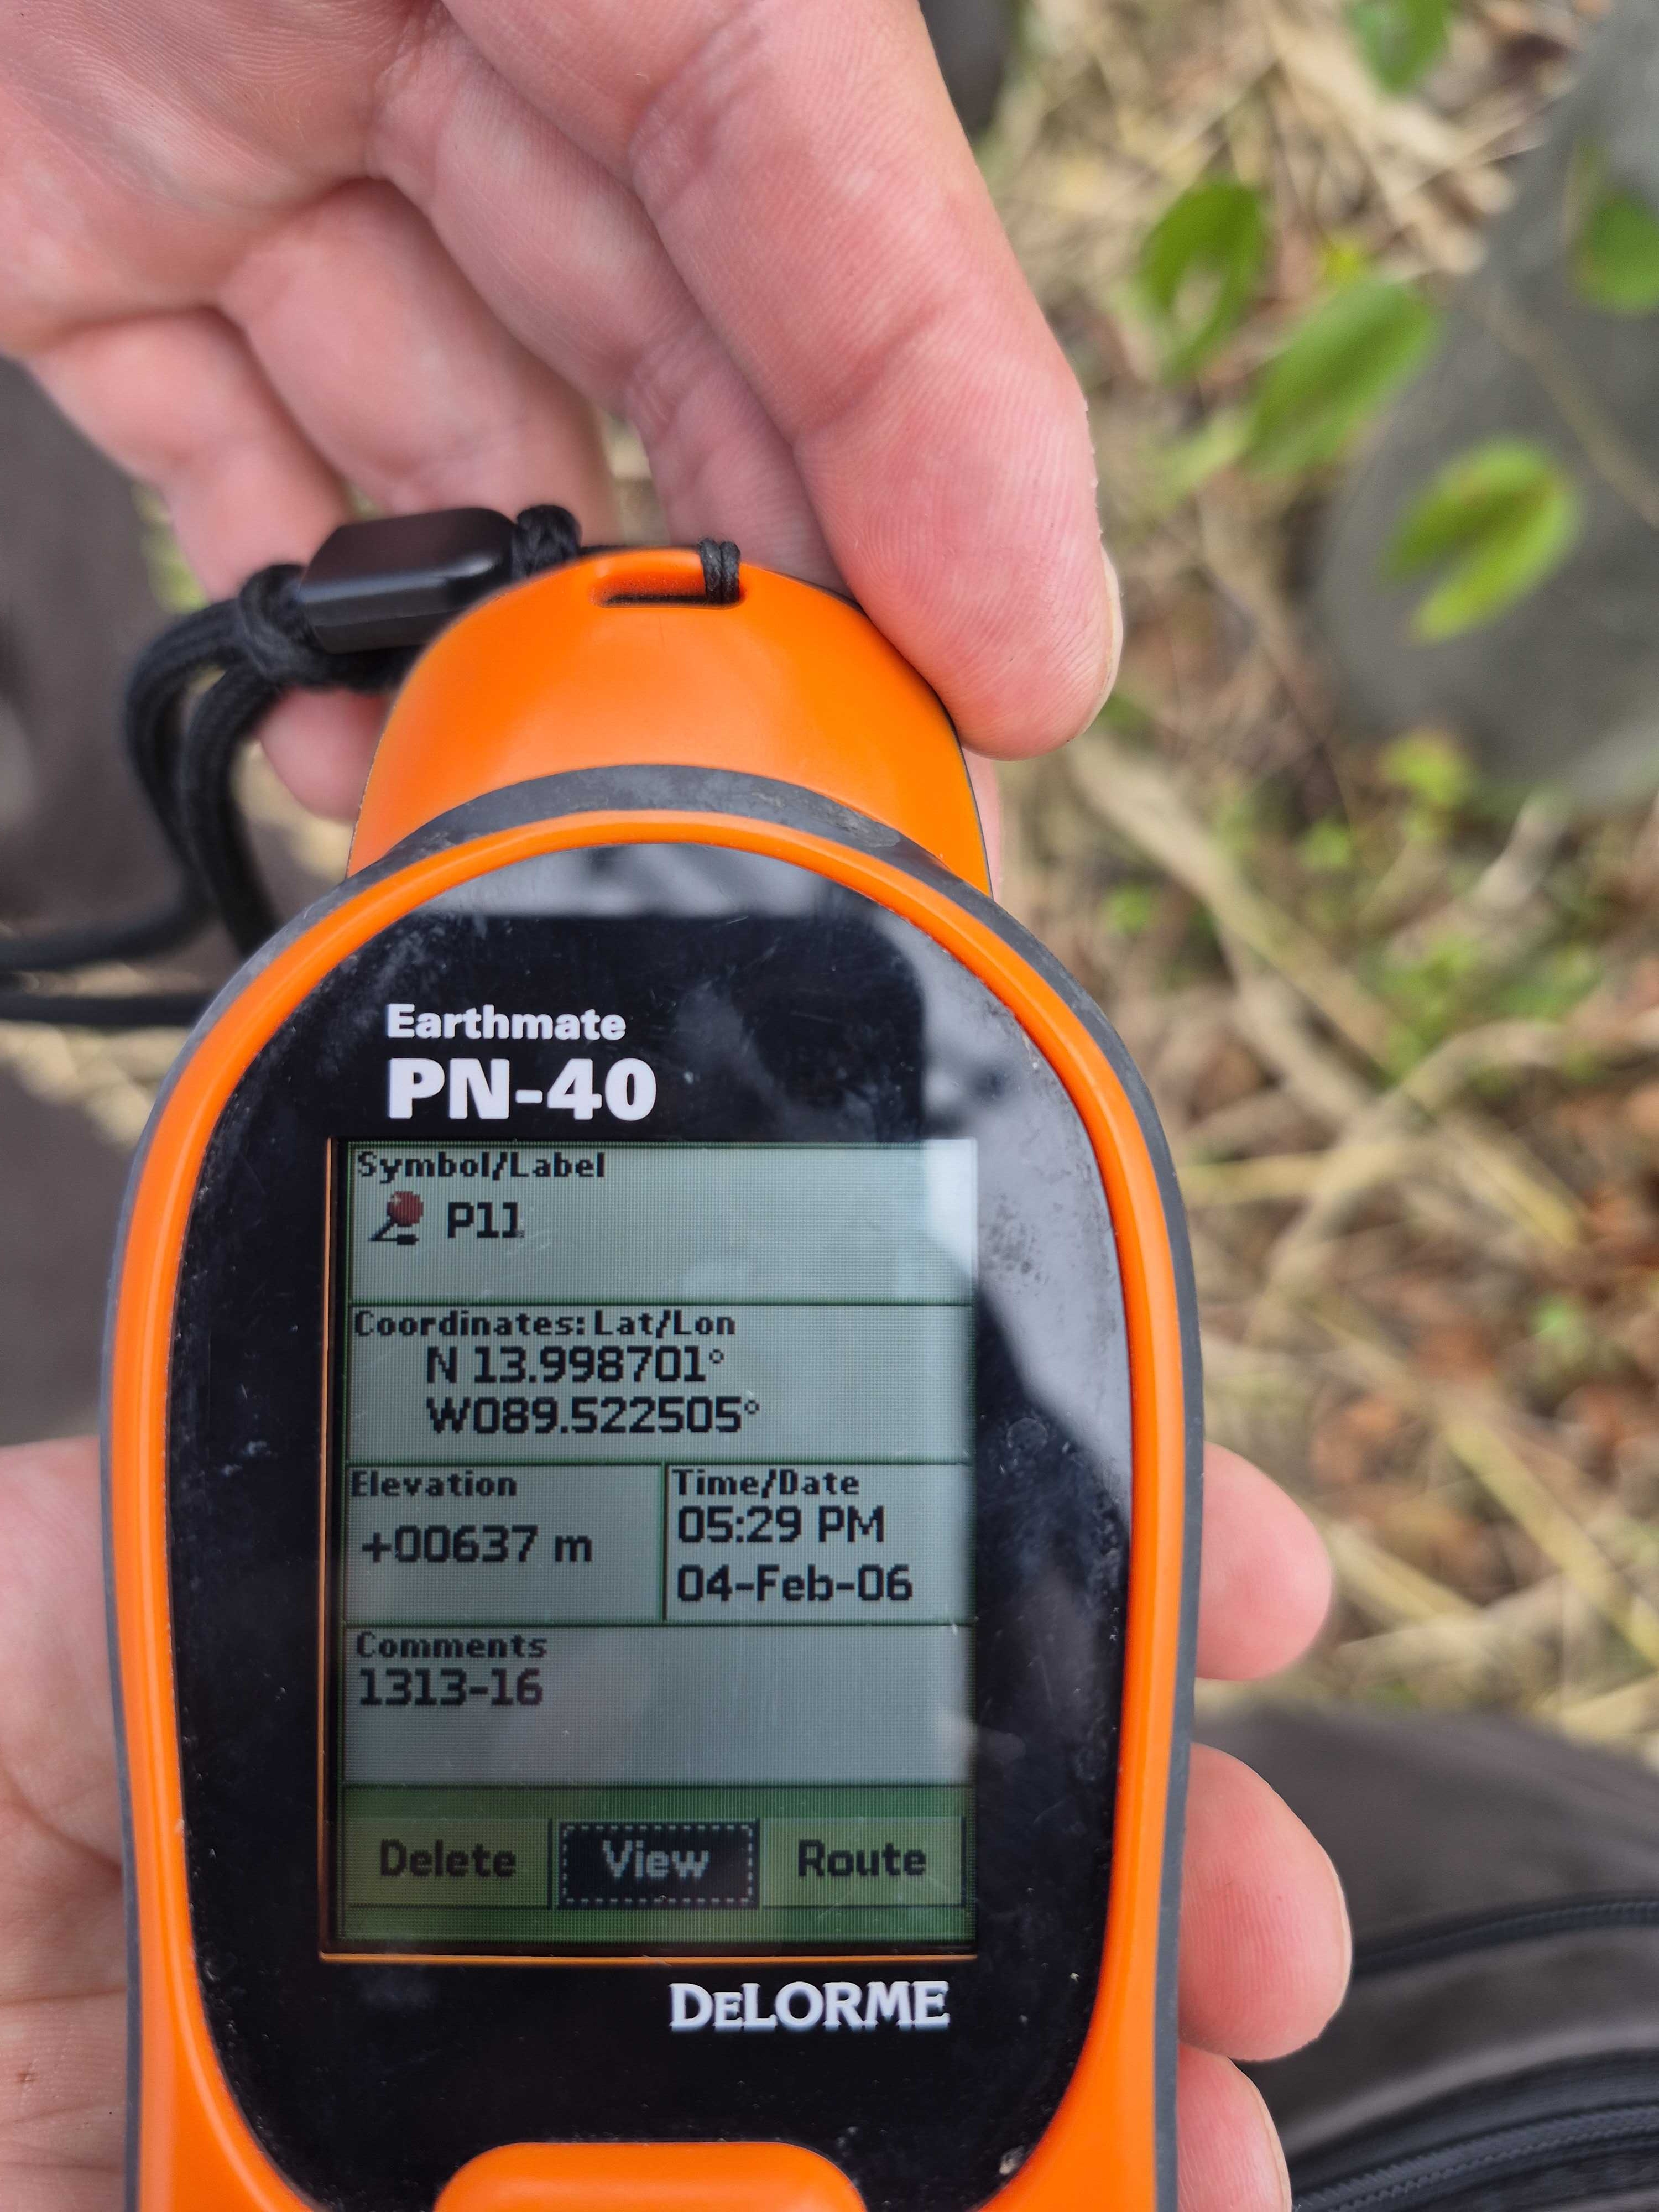 Earthmate
PN-40
Symbol/Label
P11
Coordinates: Lat/Lon
N 13.998701°
W089.522505°
Elevation
+00637 m
Time/Date
05:29 PM
04-Feb-06
Comments
1313-16
Delete View Route
DELORME